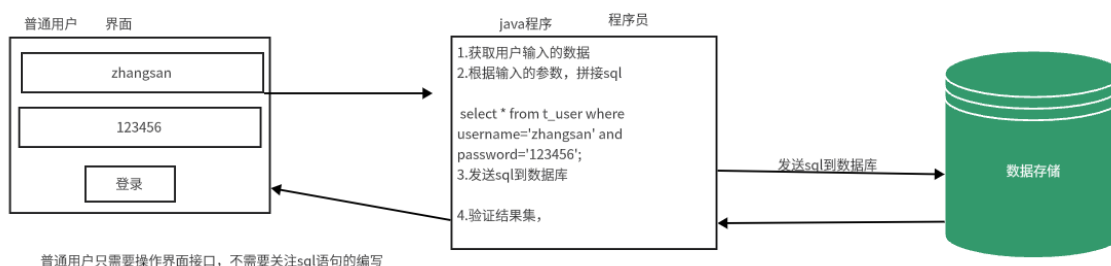 普通用户 界面
java程序
程序员
zhangsan
123456
登录
1.获取用户输入的数据
2.根据输入的参数，拼接sql
select * from t_user where
username='zhangsan' and
password='123456';
3.发送sql到数据库
4.验证结果集，
发送sql到数据库
数据存储
普通用户只需要操作界面接口，不需要关注sql语句的编写